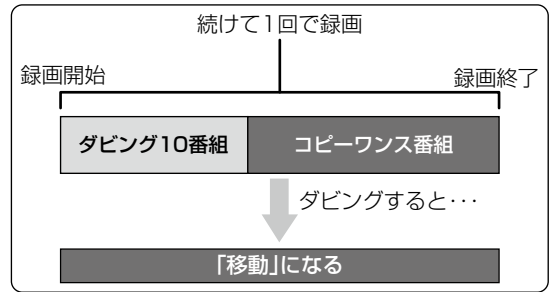 続けて1回で録画
録画開始
録画終了
ダビング10番組
コピーワンス番組
ダビングすると･･･
「移動」になる